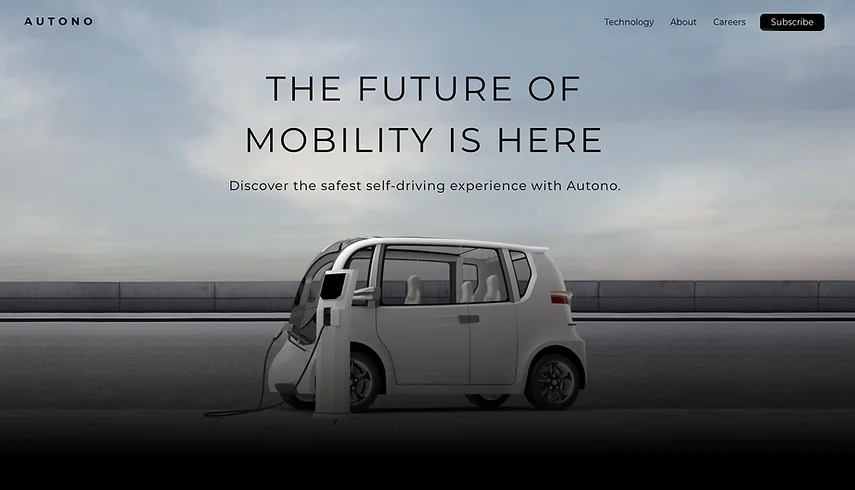 AUTONO
Technology About Careers Subscribe
THE FUTURE OF
MOBILITY IS HERE
Discover the safest self-driving experience with Autono.